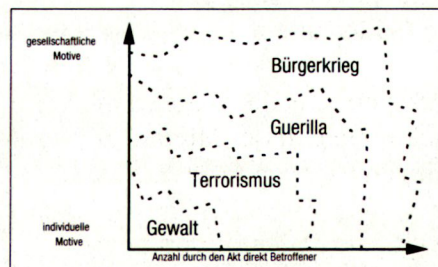 gesellschaftliche
Motive
Bürgerkrieg
Guerilla
Terrorismus
Gewalt
individuelle
Motive
Anzahl durch den Akt direkt Betroffener